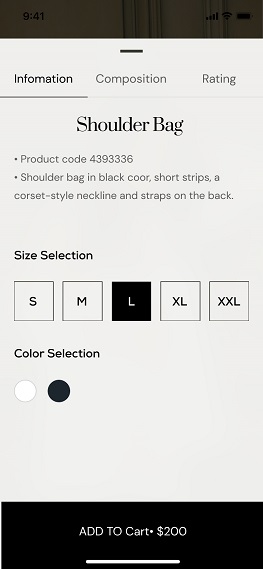 9:41
Infomation Composition Rating
Shoulder Bag
• Product code 4393336
• Shoulder bag in black coor, short strips, a
corset-style neckline and straps on the back.
Size Selection
S M L XL XXL
Color Selection
ADD TO Cart• $200